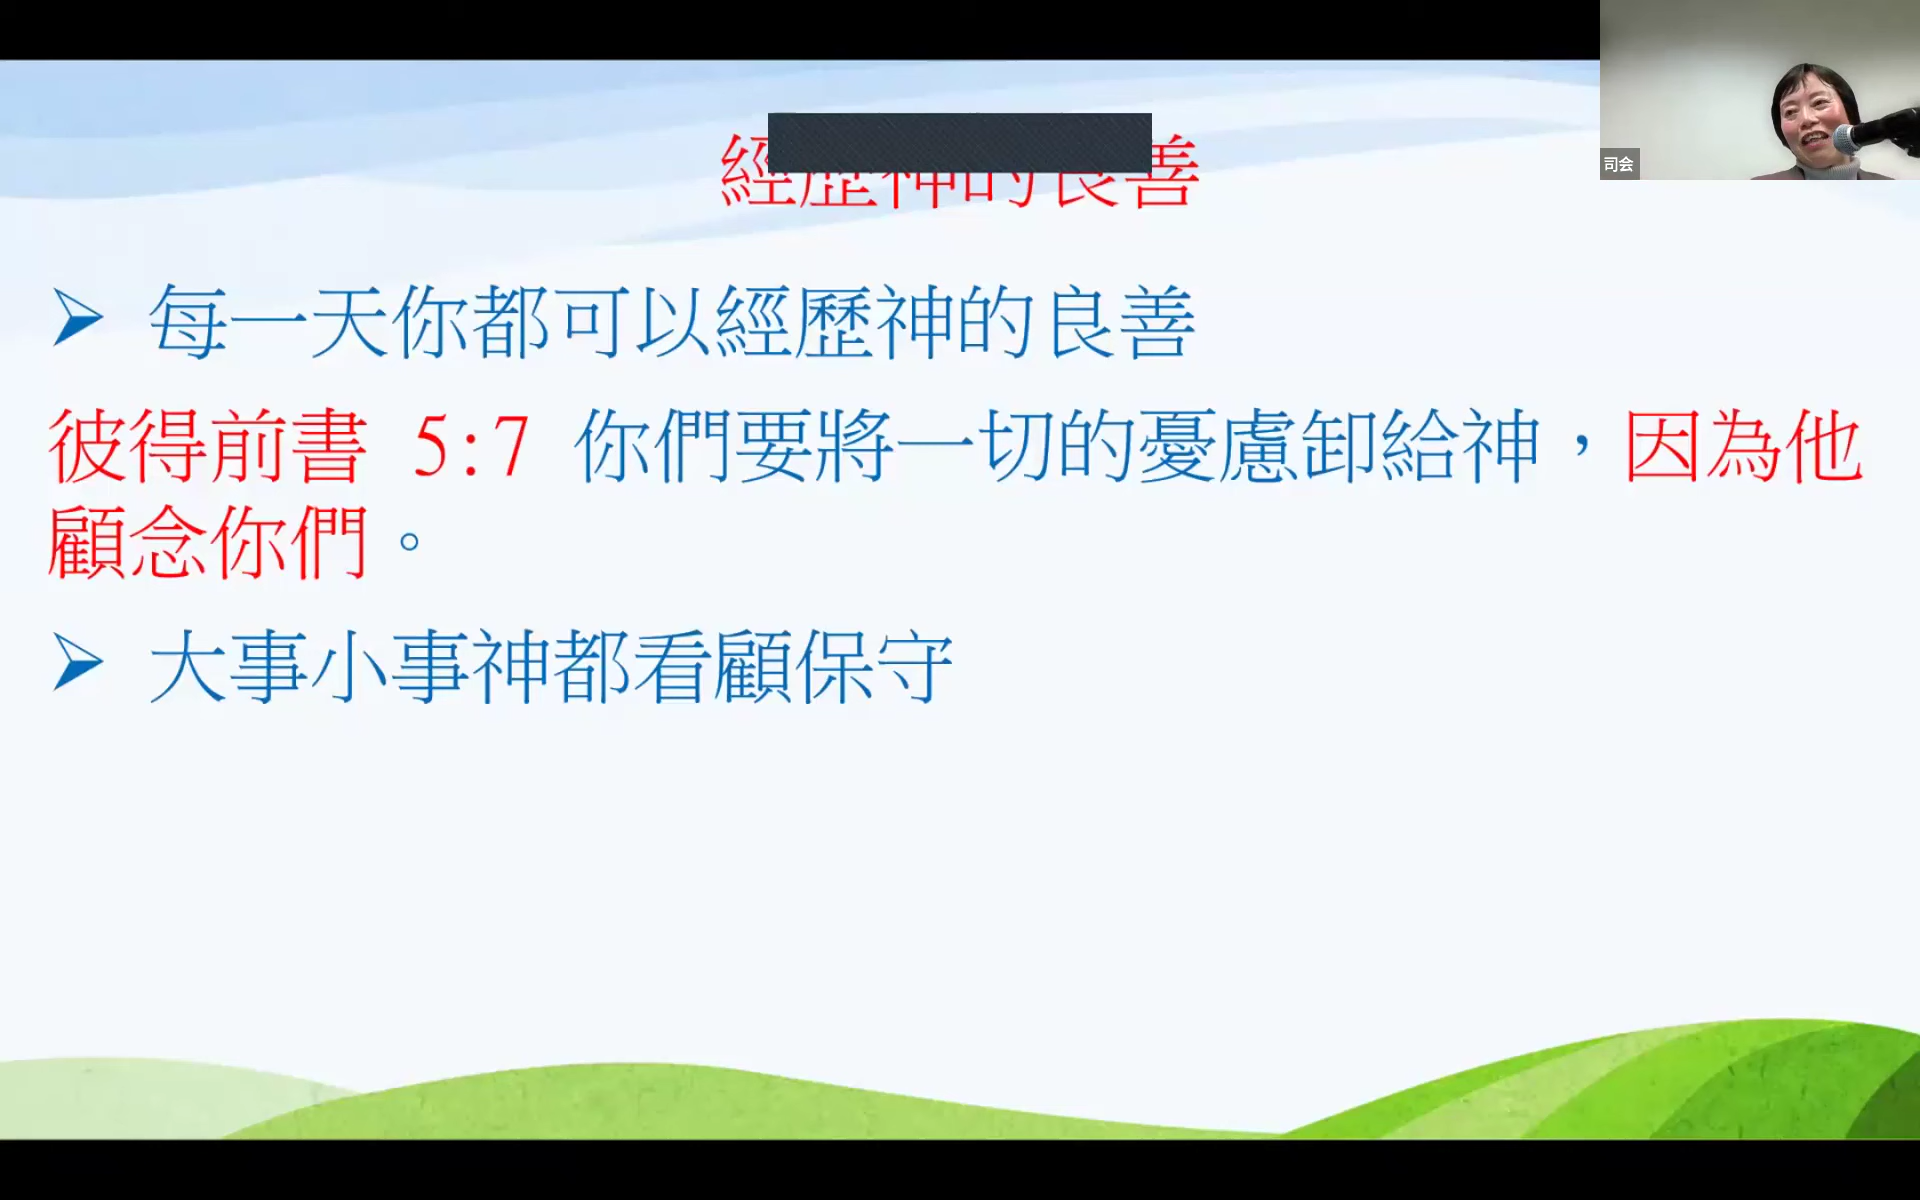 經歷神的良善
司会
每一天你都可以經歷神的良善
彼得前書 5:7 你們要將一切的憂慮卸給神，因為他
顧念你們。
大事小事神都看顧保守